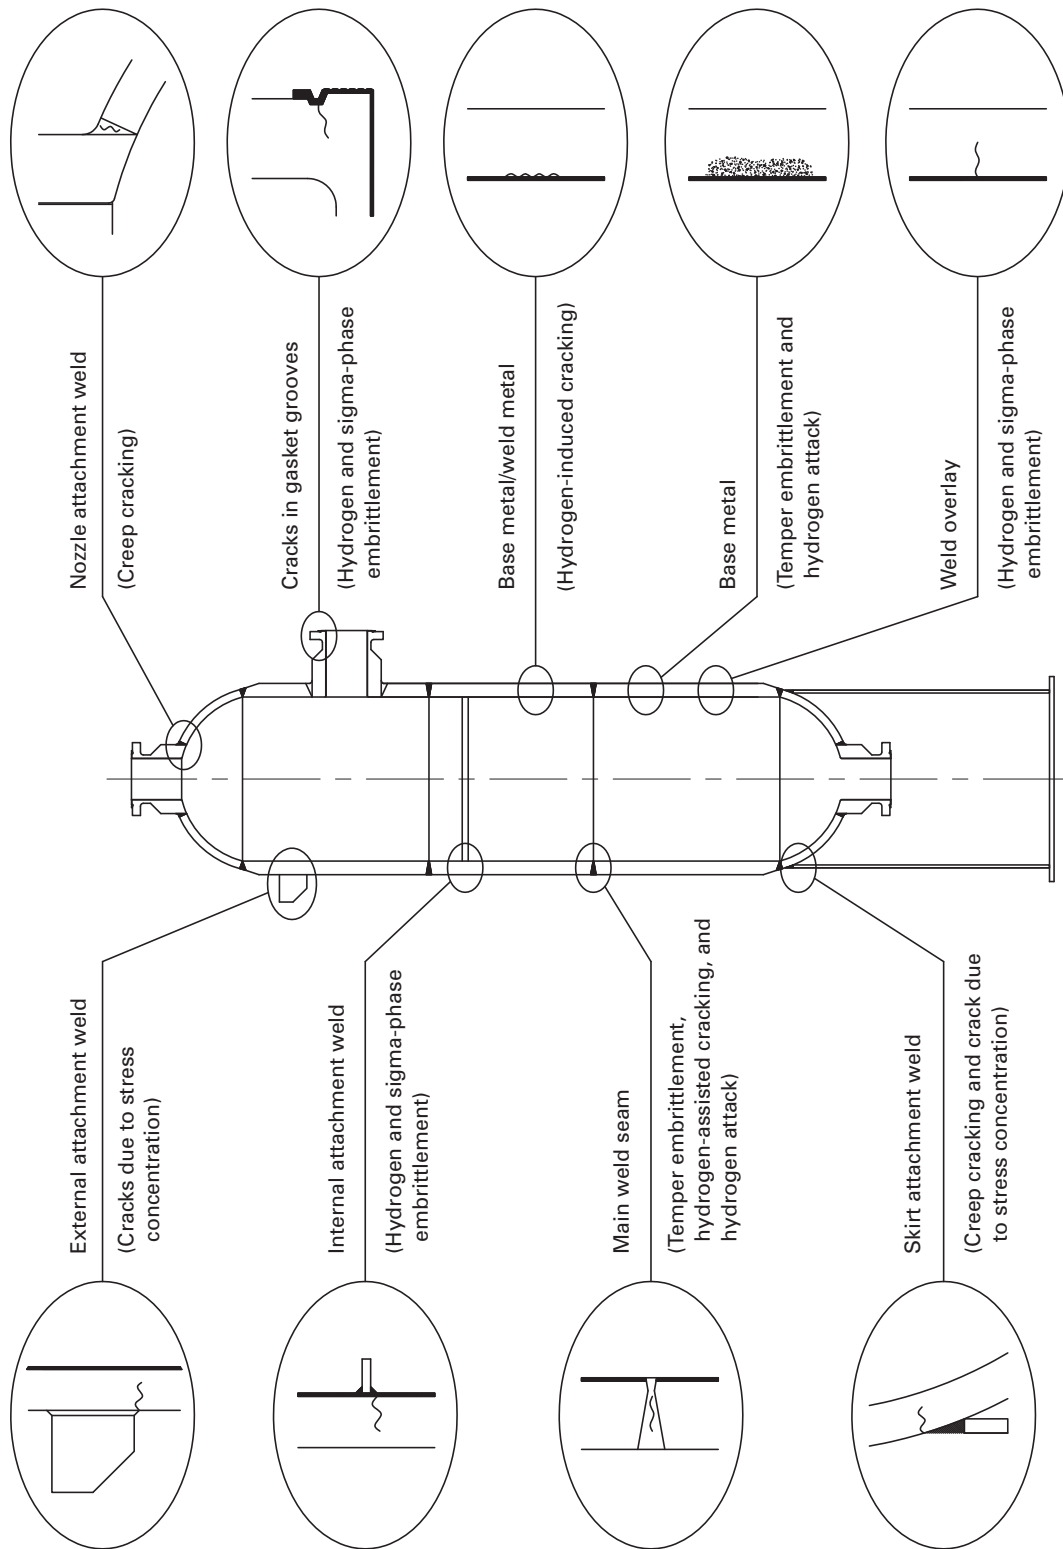 Nozzle attachment weld
(Creep cracking)
Cracks in gasket grooves
(Hydrogen and sigma-phase
embrittlement)
Base metal/weld metal
(Hydrogen-induced cracking)
Base metal
(Temper embrittlement and
hydrogen attack)
Weld overlay
(Hydrogen and sigma-phase
embrittlement)
External attachment weld
(Cracks due to stress
concentration)
Internal attachment weld
(Hydrogen and sigma-phase
embrittlement)
Main weld seam
(Temper embrittlement,
hydrogen-assisted cracking, and
hydrogen attack)
Skirt attachment weld
(Creep cracking and crack due
to stress concentration)